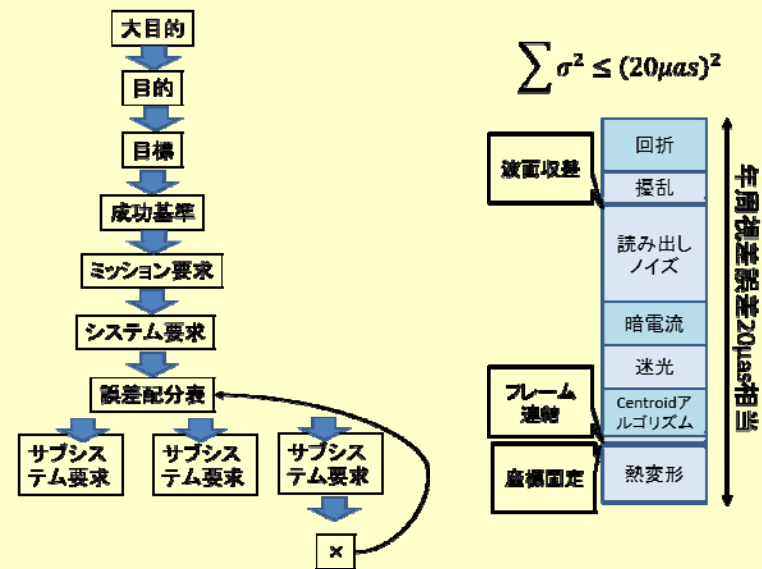 大目的
目的
目標
成功基準
ミッション要求
システム要求
誤差配分表
サブシス
テム要求
サブシス
テム要求
サブシス
テム要求
×
∑σ² ≤ (20μas)²
波面収差
フレーム
連結
座標固定
回折
擾乱
読み出し
ノイズ
暗電流
迷光
Centroidア
ルゴリズム
熱変形
年周視差誤差20μas相当